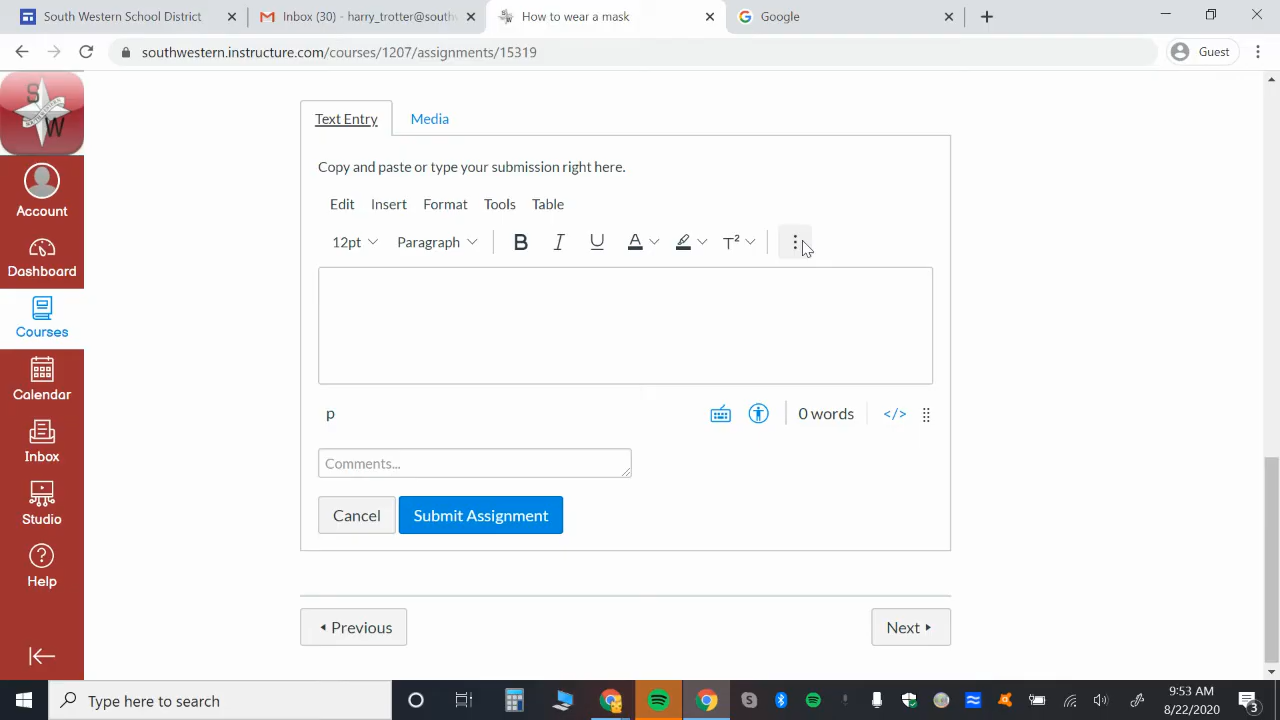 South Western School District
Inbox (30) - harry_trotter@south
How to wear a mask
Google
southwestern.instructure.com/courses/1207/assignments/15319
Guest
S
W
Account
Dashboard
Courses
Calendar
Inbox
Studio
Help
Text Entry
Media
Copy and paste or type your submission right here.
Edit Insert Format Tools Table
12pt Paragraph B I U A T²
p
0 words </>
Comments...
Cancel Submit Assignment
Previous Next
Type here to search
9:53 AM
8/22/2020
3